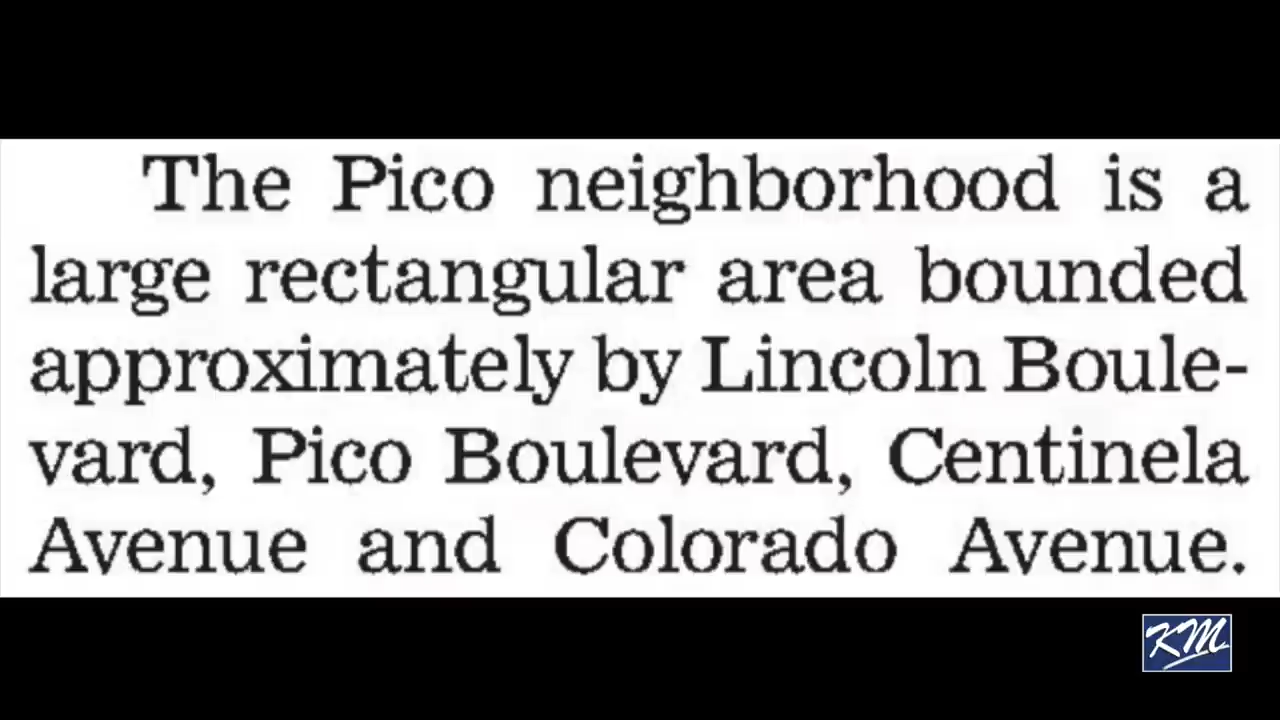 The Pico neighborhood is a
large rectangular area bounded
approximately by Lincoln Boule-
vard, Pico Boulevard, Centinela
Avenue and Colorado Avenue.
KM